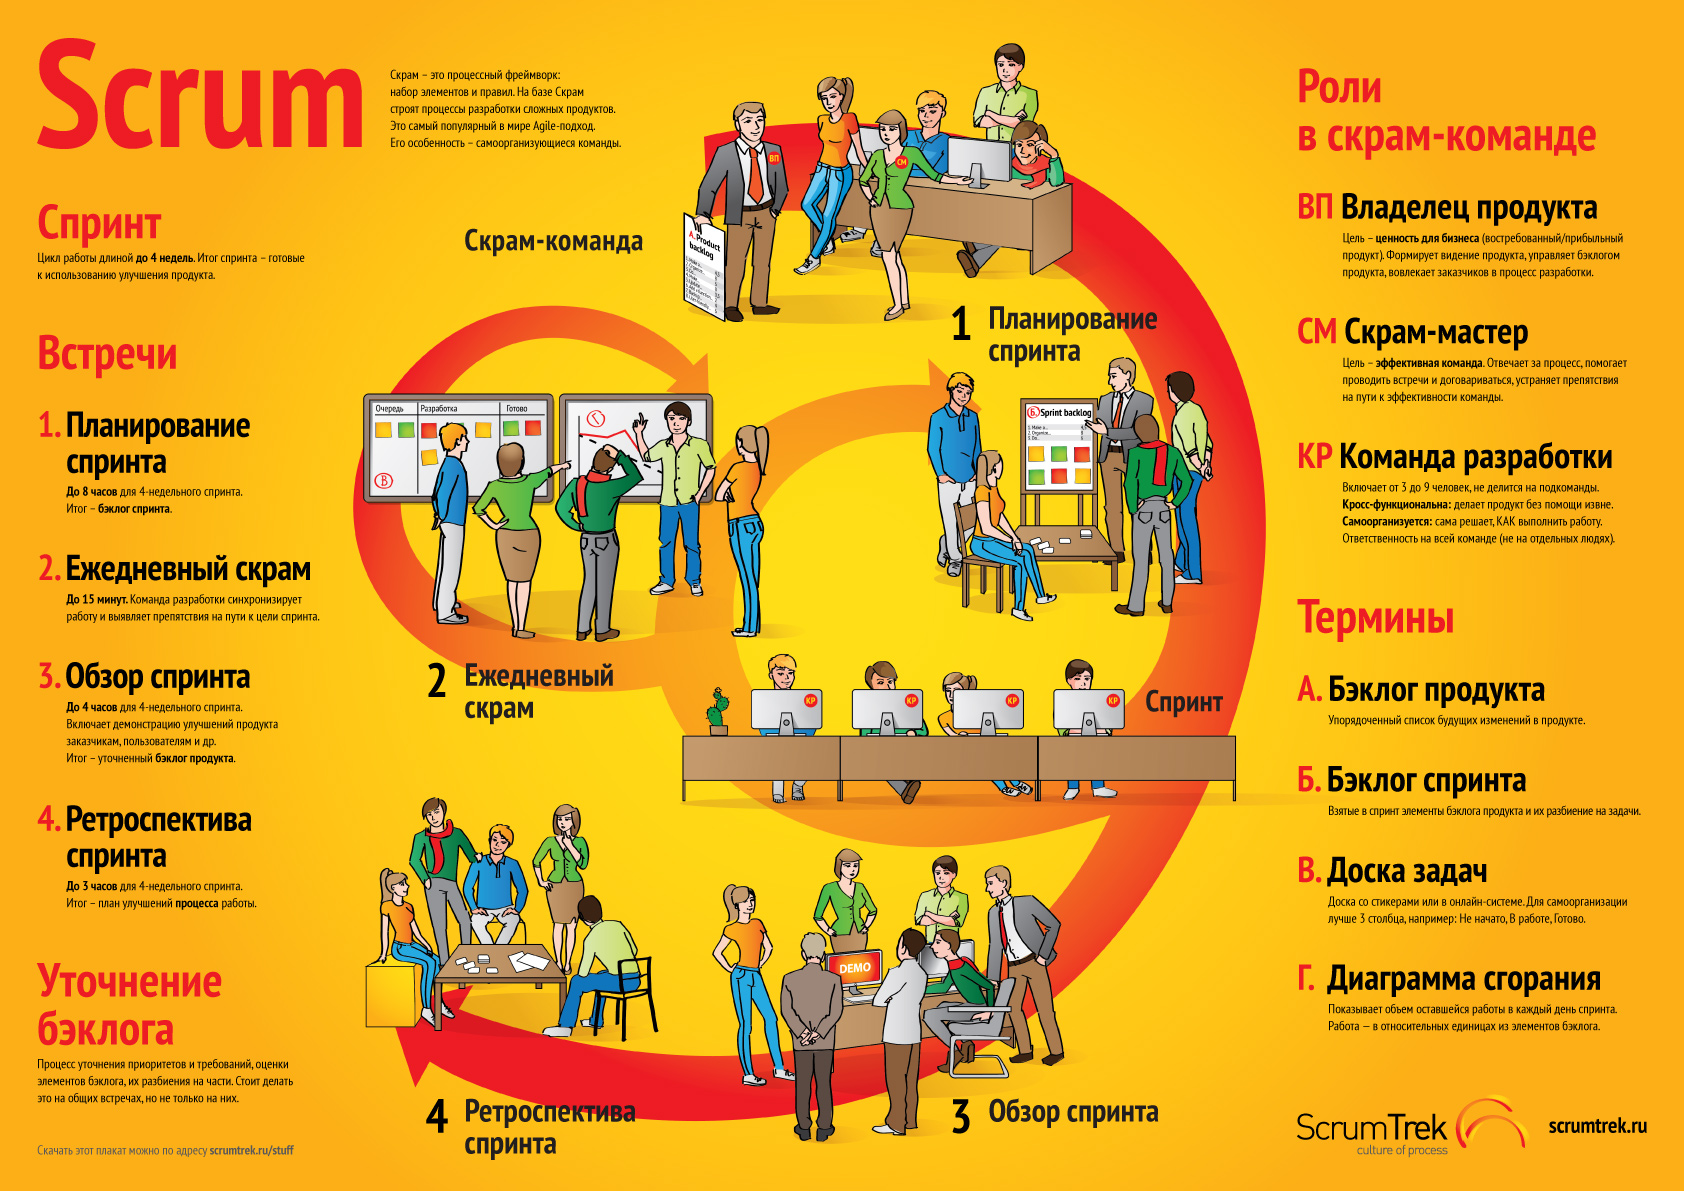 Scrum
Скрам – это процессный фреймворк:
набор элементов и правил. На базе Скрам
строят процессы разработки сложных продуктов.
Это самый популярный в мире Agile-подход.
Его особенность – самоорганизующиеся команды.
Спринт
Цикл работы длиной до 4 недель. Итог спринта – готовые
к использованию улучшения продукта.
Встречи
1. Планирование
спринта
До 8 часов для 4-недельного спринта.
Итог – бэклог спринта.
2. Ежедневный скрам
До 15 минут. Команда разработки синхронизирует
работу и выявляет препятствия на пути к цели спринта.
3. Обзор спринта
До 4 часов для 4-недельного спринта.
Включает демонстрацию улучшений продукта
заказчикам, пользователям и др.
Итог – уточненный бэклог продукта.
4. Ретроспектива
спринта
До 3 часов для 4-недельного спринта.
Итог – план улучшений процесса работы.
Уточнение
бэклога
Процесс уточнения приоритетов и требований, оценки
элементов бэклога, их разбиения на части. Стоит делать
это на общих встречах, но не только на них.
Скачать этот плакат можно по адресу scrumtrek.ru/stuff
Скрам-команда
ВП
СМ
А. Product
backlog
1 Планирование
спринта
Б. Sprint backlog
1. Make a...
2. Organize...
3. Do...
Очередь
Разработка
Готово
В
Г
2 Ежедневный
скрам
КР
КР
КР
КР
Спринт
DEMO
3 Обзор спринта
4 Ретроспектива
спринта
Роли
в скрам-команде
ВП Владелец продукта
Цель – ценность для бизнеса (востребованный/прибыльный
продукт). Формирует видение продукта, управляет бэклогом
продукта, вовлекает заказчиков в процесс разработки.
СМ Скрам-мастер
Цель – эффективная команда. Отвечает за процесс, помогает
проводить встречи и договариваться, устраняет препятствия
на пути к эффективности команды.
КР Команда разработки
Включает от 3 до 9 человек, не делится на подкоманды.
Кросс-функциональна: делает продукт без помощи извне.
Самоорганизуется: сама решает, КАК выполнить работу.
Ответственность на всей команде (не на отдельных людях).
Термины
А. Бэклог продукта
Упорядоченный список будущих изменений в продукте.
Б. Бэклог спринта
Взятые в спринт элементы бэклога продукта и их разбиение на задачи.
В. Доска задач
Доска со стикерами или в онлайн-системе. Для самоорганизации
лучше 3 столбца, например: Не начато, В работе, Готово.
Г. Диаграмма сгорания
Показывает объем оставшейся работы в каждый день спринта.
Работа — в относительных единицах из элементов бэклога.
ScrumTrek
culture of process
scrumtrek.ru